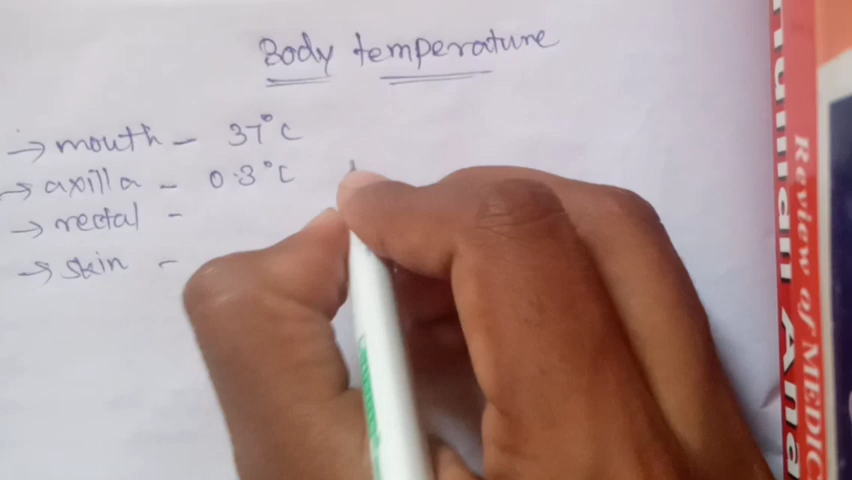 Body temperature
→ mouth - 37°C
→ axilla - 0.3°C
→ rectal -
→ skin -
Review of MEDIC